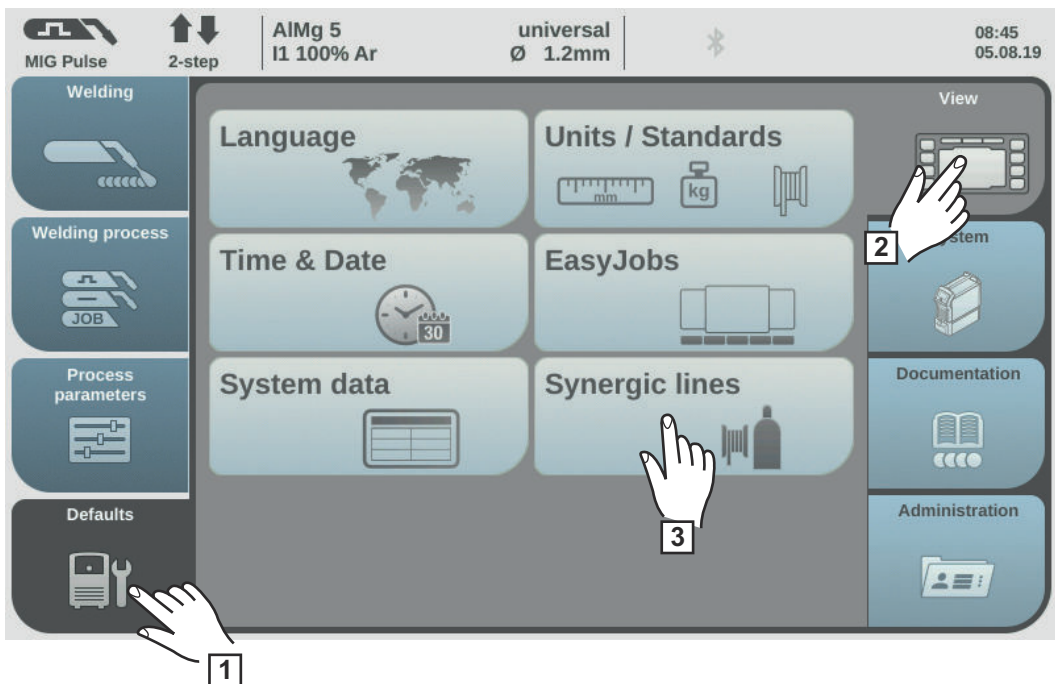 MIG Pulse
2-step
AlMg 5
I1 100% Ar
universal
Ø 1.2mm
08:45
05.08.19
Welding
Welding process
JOB
Process
parameters
Defaults
1
Language
Units / Standards
mm
kg
Time & Date
30
EasyJobs
System data
Synergic lines
3
View
2
Documentation
Administration